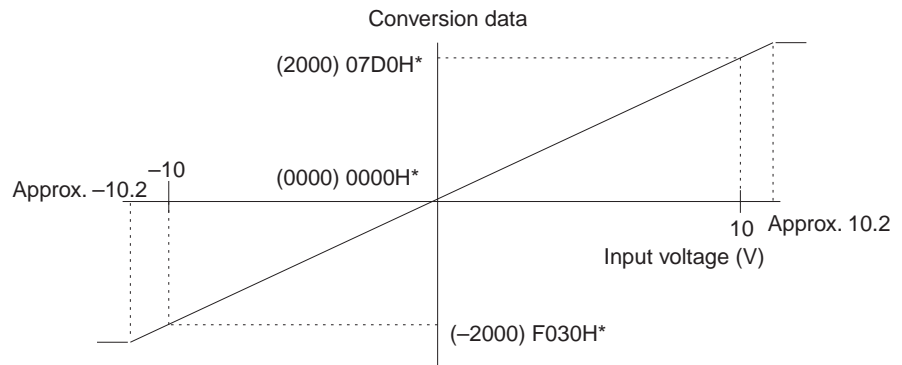 Conversion data
(2000) 07D0H*
(0000) 0000H*
–10
Approx. –10.2
10
Approx. 10.2
Input voltage (V)
(–2000) F030H*